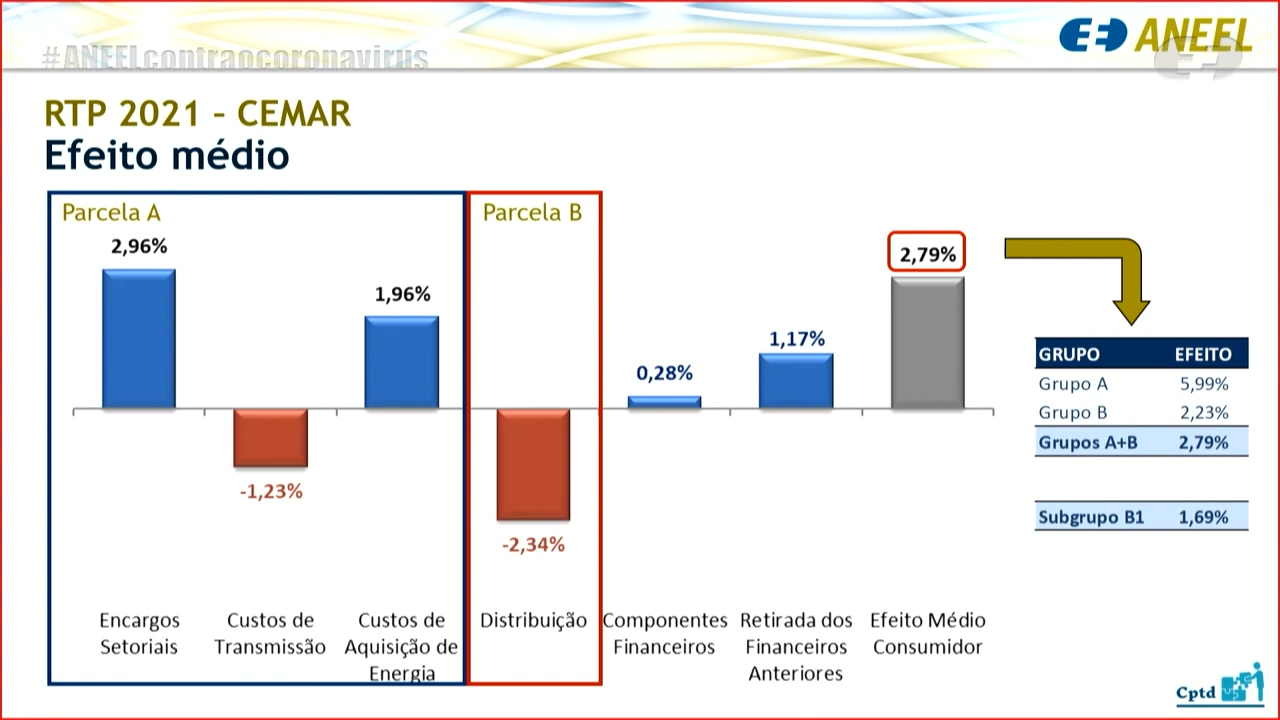 #ANEELcontraocoronavirus
ANEEL
RTP 2021 – CEMAR
Efeito médio
Parcela A
Parcela B
2,96%
-1,23%
1,96%
-2,34%
0,28%
1,17%
2,79%
Encargos
Setoriais
Custos de
Transmissão
Custos de
Aquisição de
Energia
Distribuição
Componentes
Financeiros
Retirada dos
Financeiros
Anteriores
Efeito Médio
Consumidor
GRUPO EFEITO
Grupo A 5,99%
Grupo B 2,23%
Grupos A+B 2,79%
Subgrupo B1 1,69%
Cptd